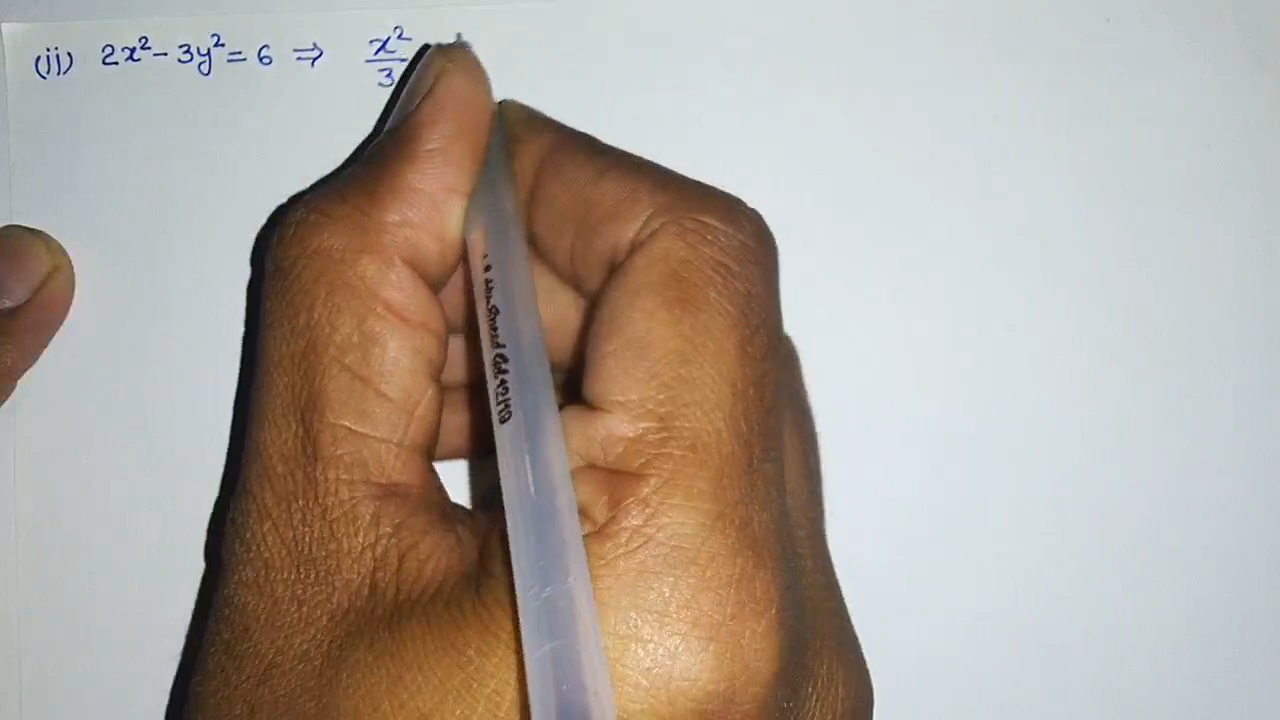 (ii) 2x² - 3y² = 6 ⇒ x²/3